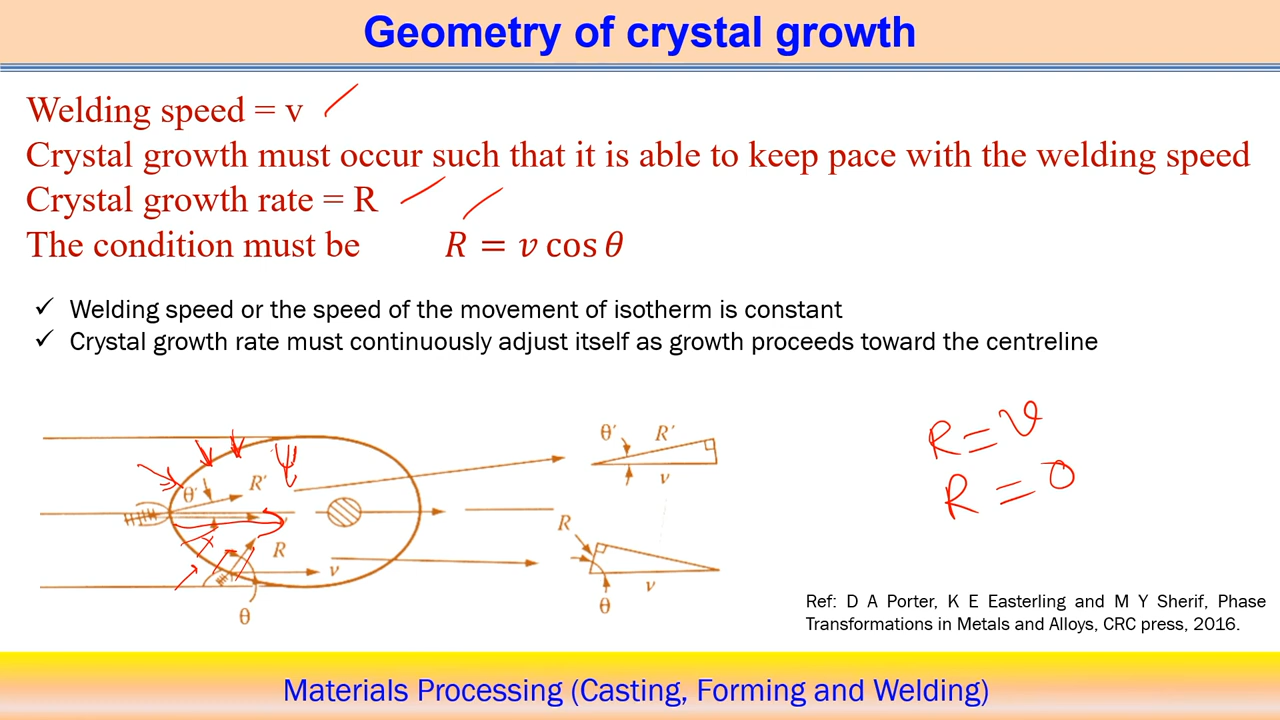 Geometry of crystal growth
Welding speed = v
Crystal growth must occur such that it is able to keep pace with the welding speed
Crystal growth rate = R
The condition must be R = v cos θ
✓ Welding speed or the speed of the movement of isotherm is constant
✓ Crystal growth rate must continuously adjust itself as growth proceeds toward the centreline
θ′ R′
v
θ′ R′
R
v
θ
R
v
θ
R = v
R = 0
Ref: D A Porter, K E Easterling and M Y Sherif, Phase
Transformations in Metals and Alloys, CRC press, 2016.
Materials Processing (Casting, Forming and Welding)